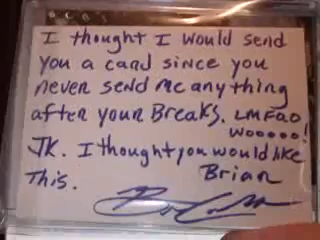 I thought I would send
you a card since you
never send me anything
after your Breaks. LMFAO
Wooooo!
JK. I thought you would like
This. Brian